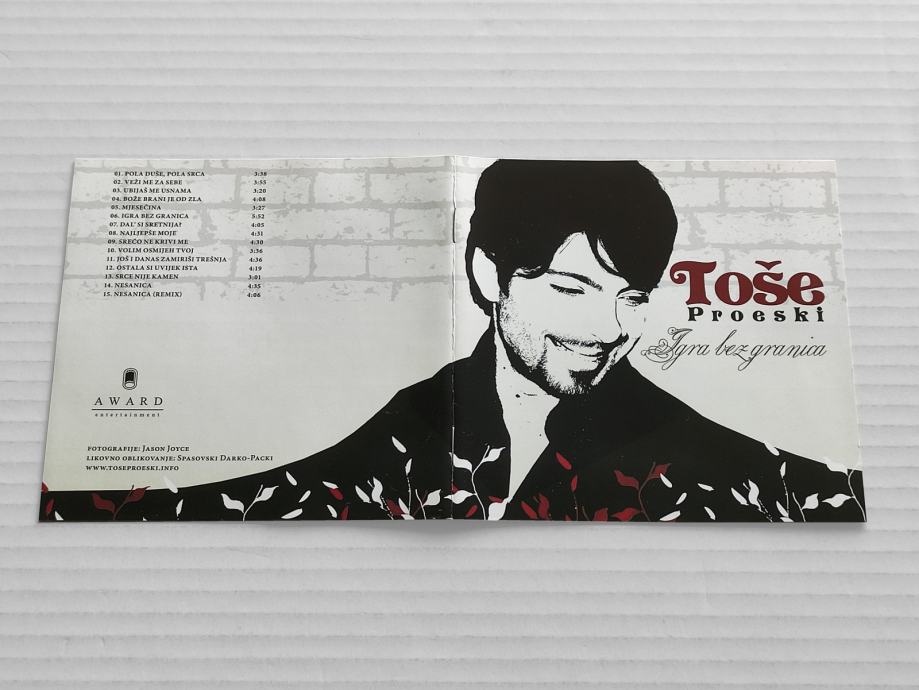 01. POLA DUŠE, POLA SRCA 3:38
02. VEŽI ME ZA SEBE 3:55
03. UBIJAŠ ME USNAMA 3:20
04. BOŽE BRANI JE OD ZLA 4:08
05. MJESEČINA 3:27
06. IGRA BEZ GRANICA 5:52
07. DAL' SI SRETNIJA? 4:05
08. NAJLJEPŠE MOJE 4:31
09. SREĆO NE KRIVI ME 4:30
10. VOLIM OSMIJEH TVOJ 3:36
11. JOŠ I DANAS ZAMIRIŠI TREŠNJA 4:36
12. OSTALA SI UVIJEK ISTA 4:19
13. SRCE NIJE KAMEN 3:01
14. NESANICA 4:35
15. NESANICA (REMIX) 4:06
AWARD
entertainment
FOTOGRAFIJE: JASON JOYCE
LIKOVNO OBLIKOVANJE: SPASOVSKI DARKO-PACKI
WWW.TOSEPROESKI.INFO
Toše
Proeski
Igra bez granica